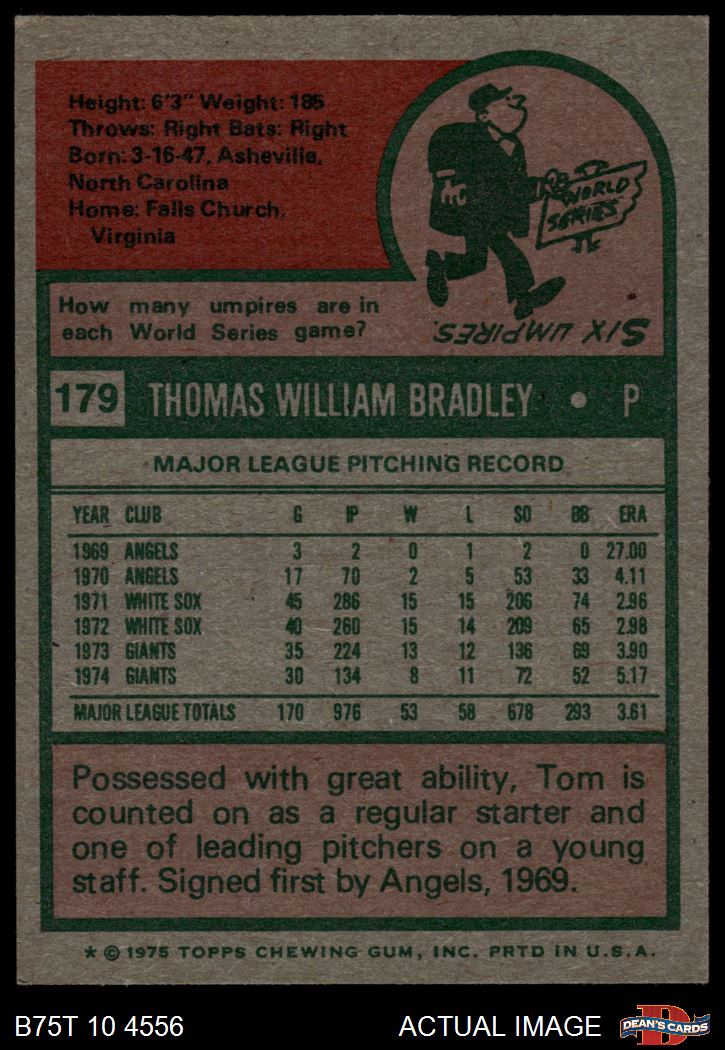 Height: 6'3" Weight: 185
Throws: Right Bats: Right
Born: 3-16-47, Asheville,
North Carolina
Home: Falls Church,
Virginia
WORLD
SERIES
How many umpires are in
each World Series game?
SIX UMPIRES.
179 THOMAS WILLIAM BRADLEY • P
MAJOR LEAGUE PITCHING RECORD
YEAR CLUB G IP W L SO BB ERA
1969 ANGELS 3 2 0 1 2 0 27.00
1970 ANGELS 17 70 2 5 53 33 4.11
1971 WHITE SOX 45 286 15 15 206 74 2.96
1972 WHITE SOX 40 260 15 14 209 65 2.98
1973 GIANTS 35 224 13 12 136 69 3.90
1974 GIANTS 30 134 8 11 72 52 5.17
MAJOR LEAGUE TOTALS 170 976 53 58 678 293 3.61
Possessed with great ability, Tom is
counted on as a regular starter and
one of leading pitchers on a young
staff. Signed first by Angels, 1969.
* © 1975 TOPPS CHEWING GUM, INC. PRTD IN U.S.A.
B75T 10 4556 ACTUAL IMAGE
D
DEAN'S CARDS